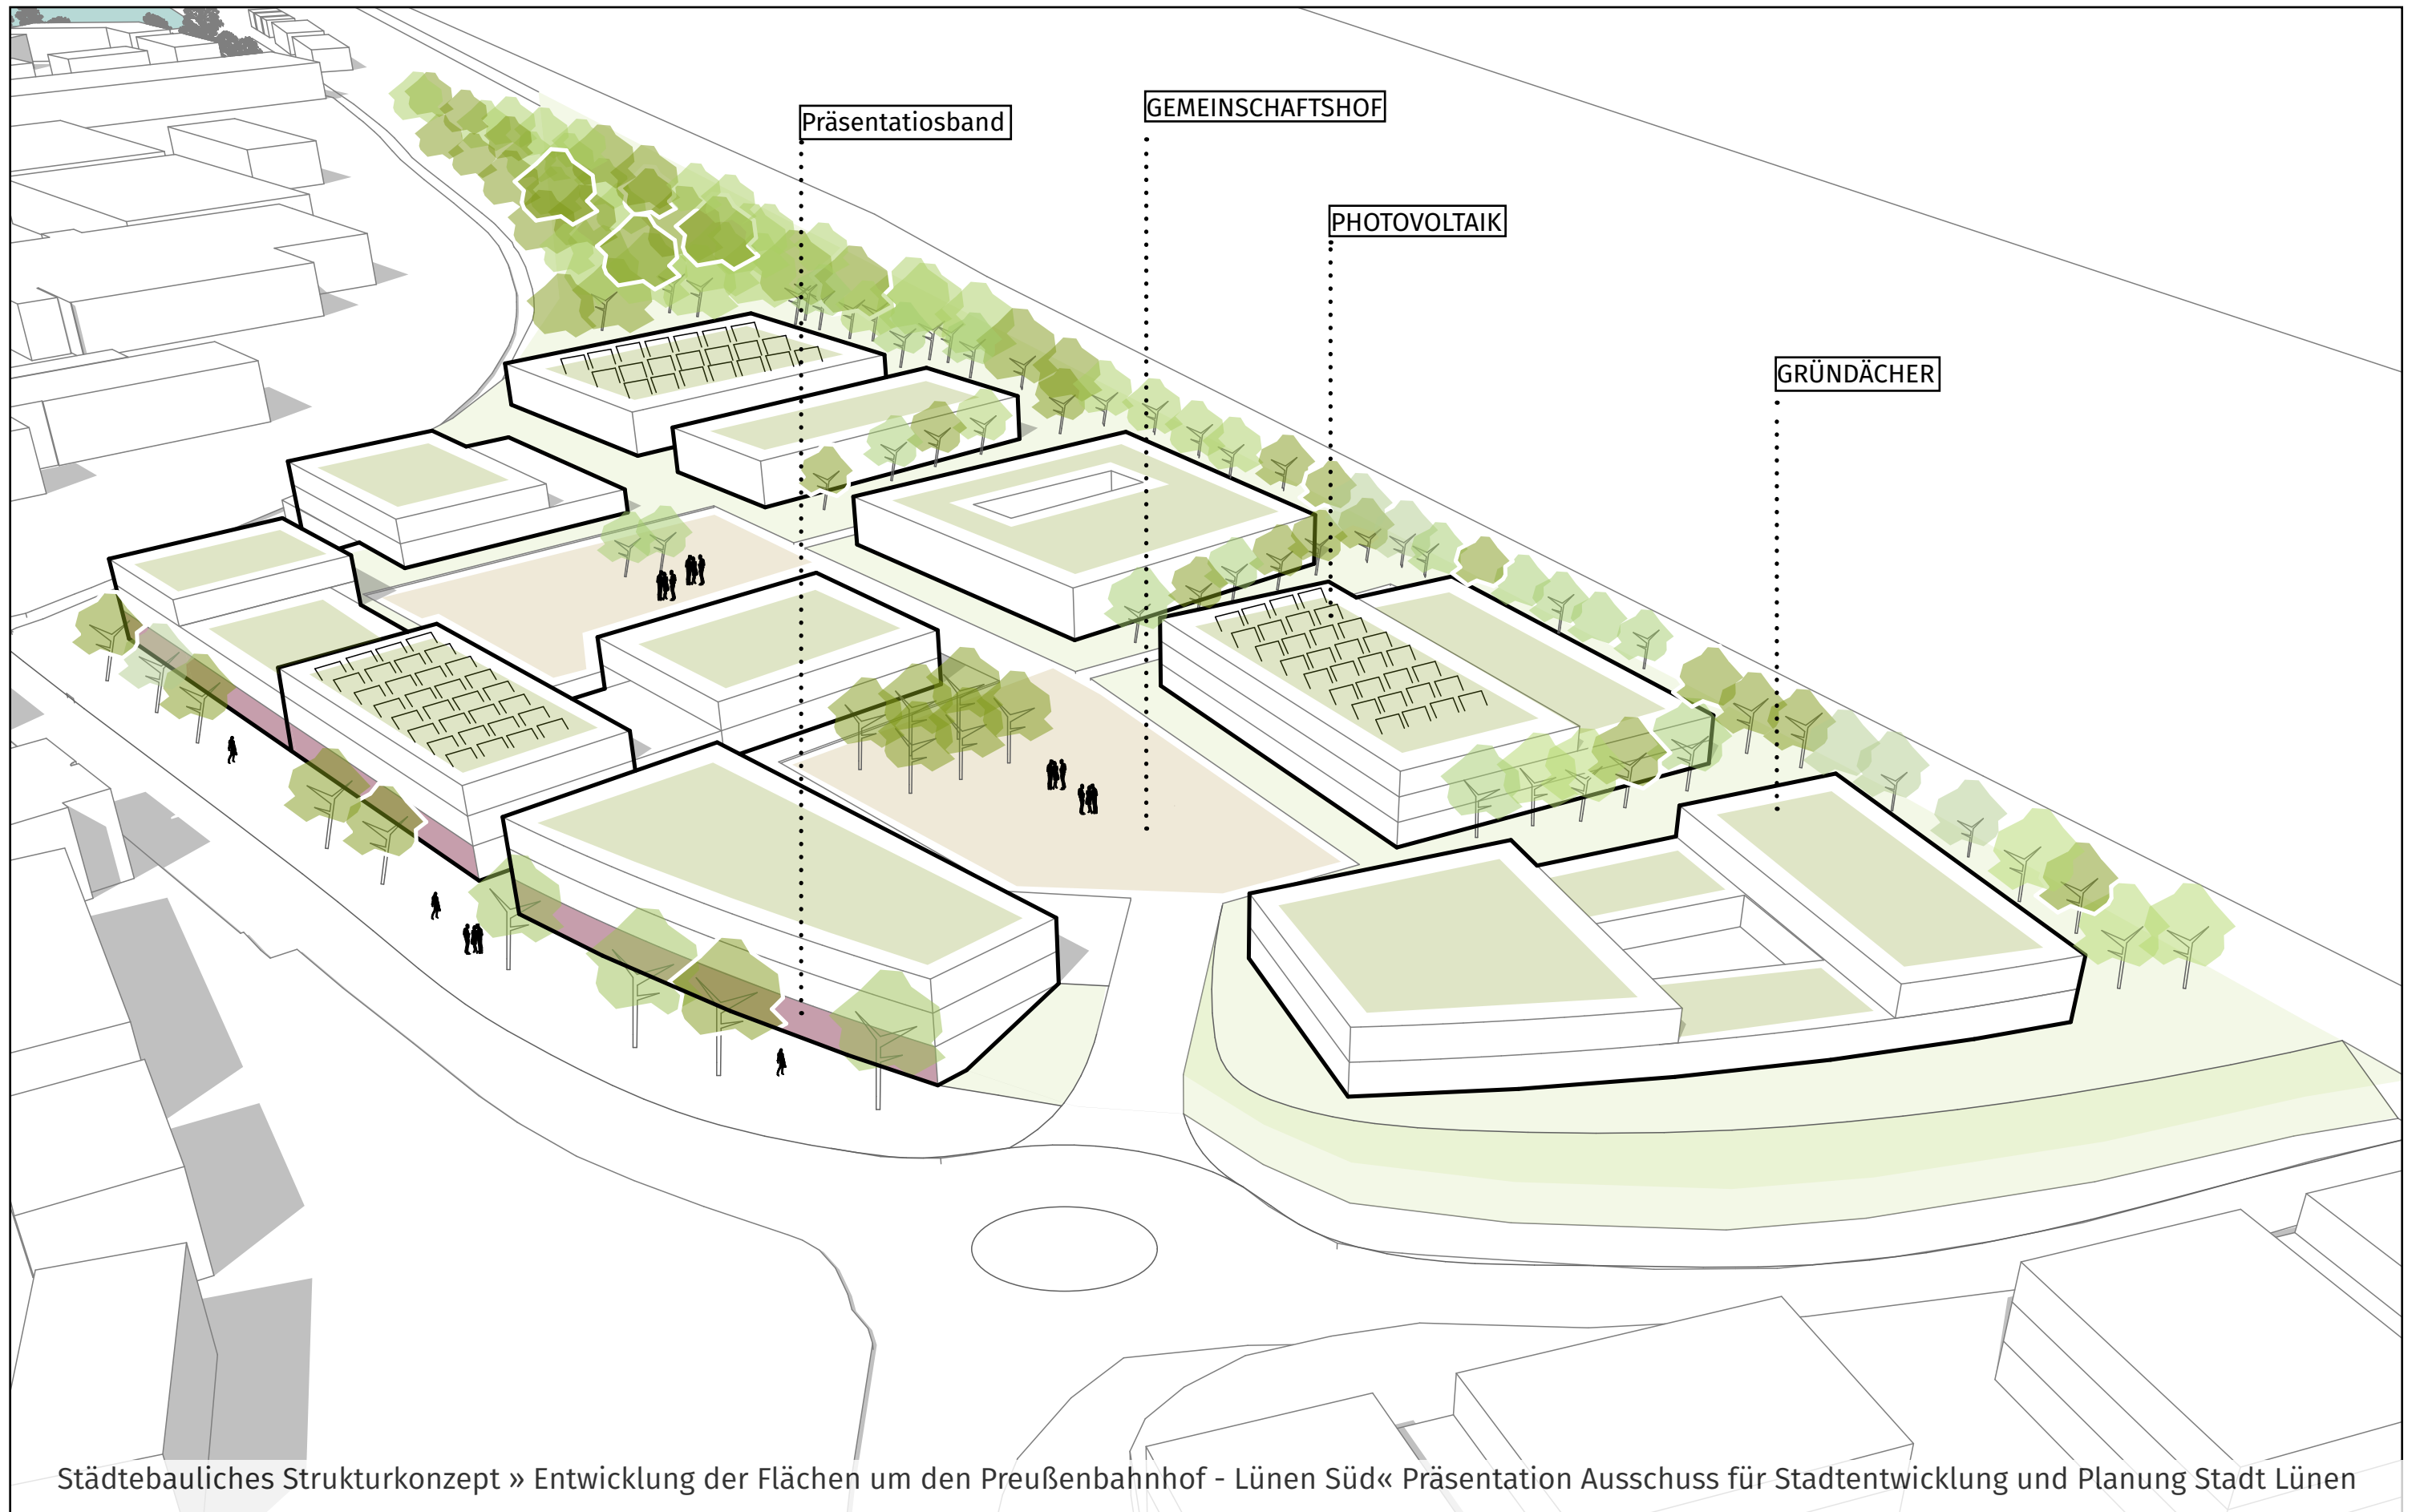 GEMEINSCHAFTSHOF
Präsentatiosband
PHOTOVOLTAIK
GRÜNDÄCHER
Städtebauliches Strukturkonzept » Entwicklung der Flächen um den Preußenbahnhof - Lünen Süd« Präsentation Ausschuss für Stadtentwicklung und Planung Stadt Lünen